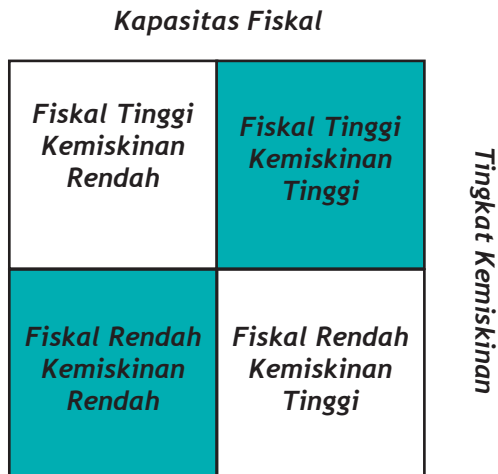 Kapasitas Fiskal
Fiskal Tinggi
Kemiskinan
Rendah
Fiskal Tinggi
Kemiskinan
Tinggi
Tingkat Kemiskinan
Fiskal Rendah
Kemiskinan
Rendah
Fiskal Rendah
Kemiskinan
Tinggi